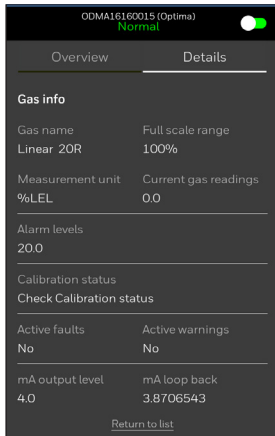 ODMA16160015 (Optima)
Normal
Overview Details
Gas info
Gas name Full scale range
Linear 20R 100%
Measurement unit Current gas readings
%LEL 0.0
Alarm levels
20.0
Calibration status
Check Calibration status
Active faults Active warnings
No No
mA output level mA loop back
4.0 3.8706543
Return to list